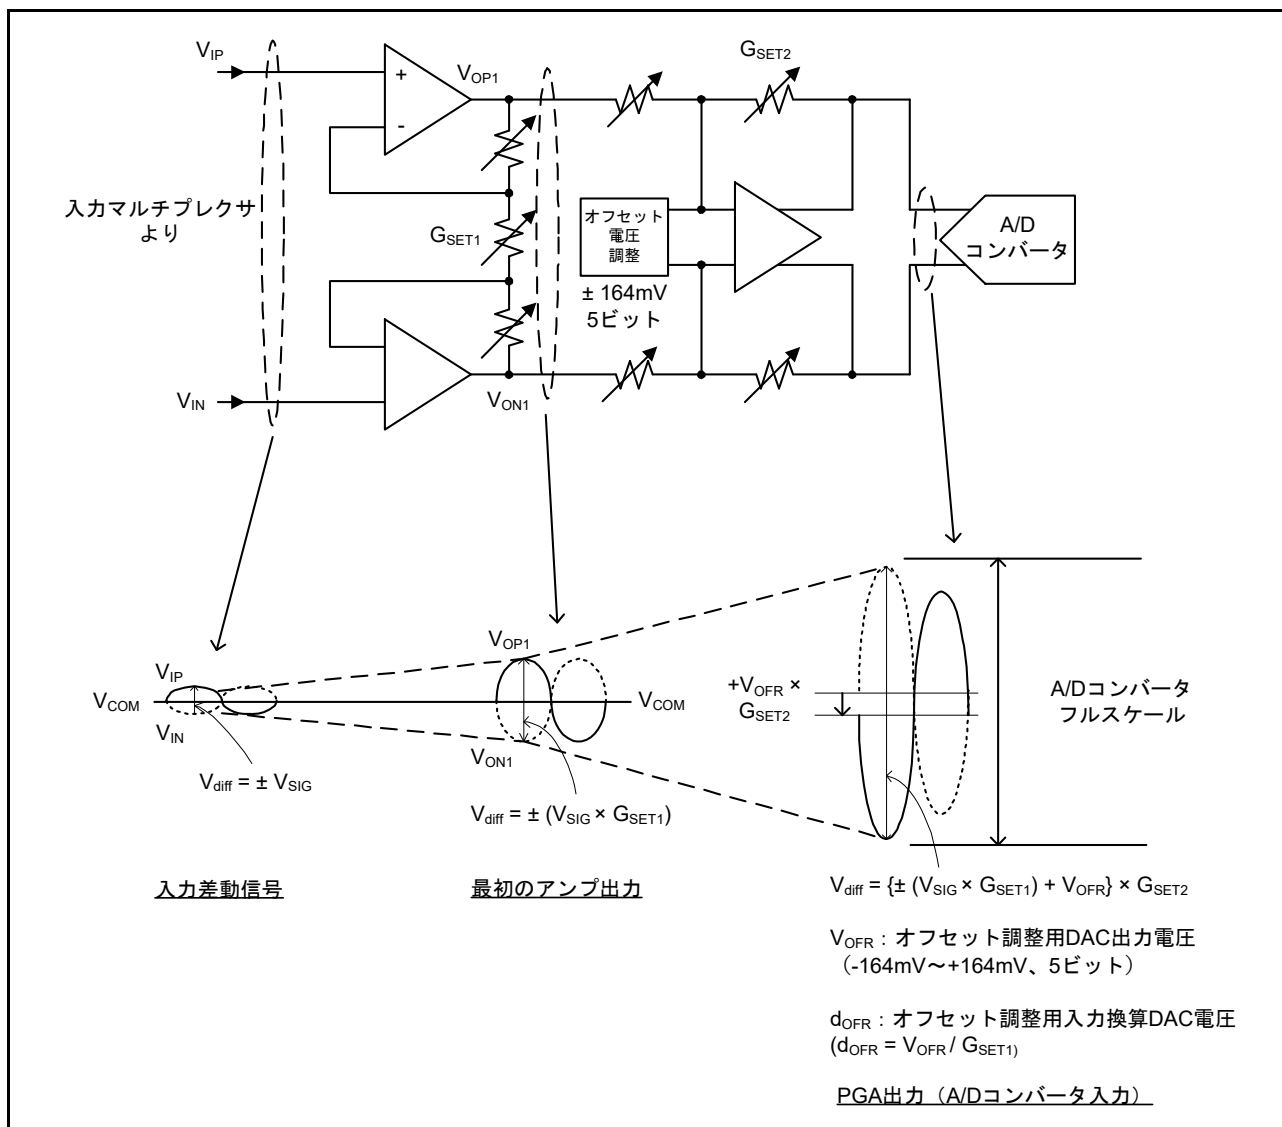 V_IP
+
-
V_OP1
G_SET2
入力マルチプレクサ
より
G_SET1
オフセット
電圧
調整
± 164mV
5ビット
A/D
コンバータ
V_IN
V_ON1
V_IP
V_COM
V_IN
V_diff = ± V_SIG
V_OP1
V_COM
V_ON1
V_diff = ± (V_SIG × G_SET1)
+V_OFR ×
G_SET2
A/Dコンバータ
フルスケール
V_diff = {± (V_SIG × G_SET1) + V_OFR} × G_SET2
入力差動信号
最初のアンプ出力
V_OFR：オフセット調整用DAC出力電圧
（-164mV～+164mV、5ビット）
d_OFR：オフセット調整用入力換算DAC電圧
(d_OFR = V_OFR / G_SET1)
PGA出力（A/Dコンバータ入力）